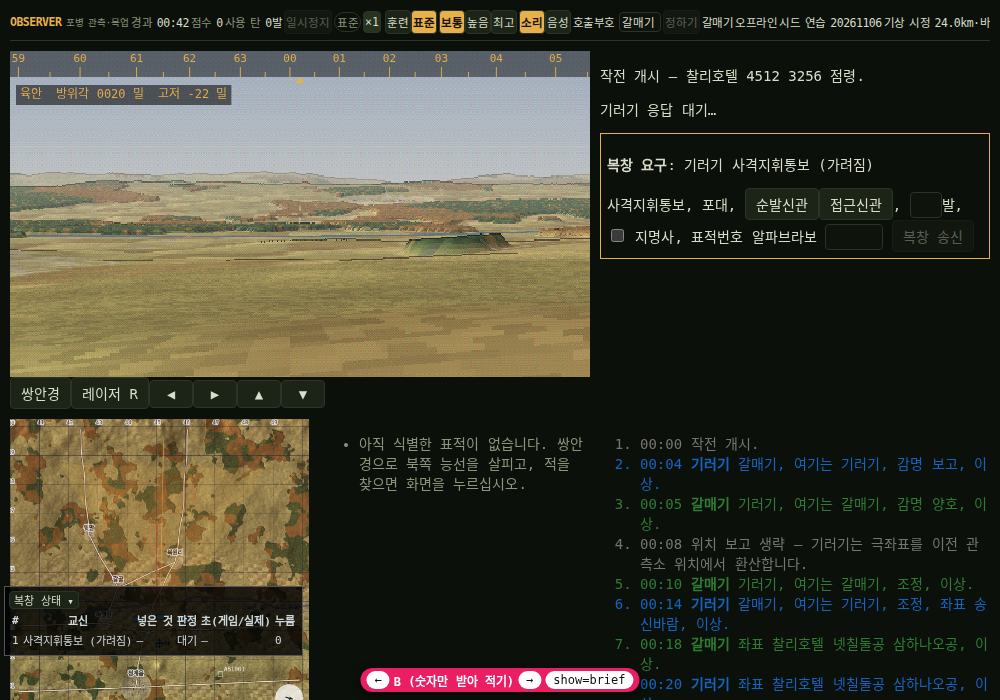 OBSERVER 포병 관측·목업 경과 00:42 점수 0 사용 탄 0발 일시정지 표준 ×1 훈련 표준 보통 높음 최고 소리 음성 호출부호 갈매기 정하기 갈매기 오프라인 시드 연습 20261106 기상 시정 24.0km·바
59 60 61 62 63 00 01 02 03 04 05
육안 방위각 0020 밀 고저 -22 밀
쌍안경 레이저 R ◀ ▶ ▲ ▼
작전 개시 — 찰리호텔 4512 3256 점령.
기러기 응답 대기…
복창 요구: 기러기 사격지휘통보 (가려짐)
사격지휘통보, 포대, 순발신관 접근신관, 발,
지명사, 표적번호 알파브라보 복창 송신
아직 식별한 표적이 없습니다. 쌍안
경으로 북쪽 능선을 살피고, 적을
찾으면 화면을 누르십시오.
1. 00:00 작전 개시.
2. 00:04 기러기 갈매기, 여기는 기러기, 감명 보고, 이
상.
3. 00:05 갈매기 기러기, 여기는 갈매기, 감명 양호, 이
상.
4. 00:08 위치 보고 생략 — 기러기는 극좌표를 이전 관
측소 위치에서 환산합니다.
5. 00:10 갈매기 기러기, 여기는 갈매기, 조정, 이상.
6. 00:14 기러기 갈매기, 여기는 기러기, 조정, 좌표 송
신바람, 이상.
7. 00:18 갈매기 좌표 찰리호텔 넷칠둘공 삼하나오공, 이
상.
00:20 기러기 좌표 찰리호텔 넷칠둘공 삼하나오공, 이
복창 상태 ▾
# 교신 넣은 것 판정 초(게임/실제) 누름
1 사격지휘통보 (가려짐) — 대기 — 0
AB1001
← B (숫자만 받아 적기) → show=brief